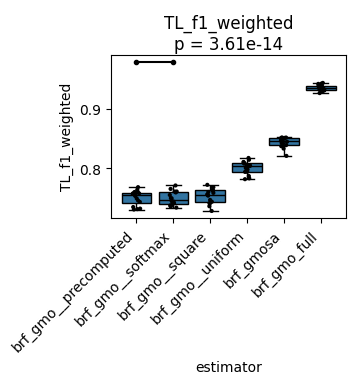 TL_f1_weighted
p = 3.61e-14
TL_f1_weighted
0.9
0.8
brf_gmo__precomputed
brf_gmo__softmax
brf_gmo__square
brf_gmo__uniform
brf_gmosa
brf_gmo_full
estimator